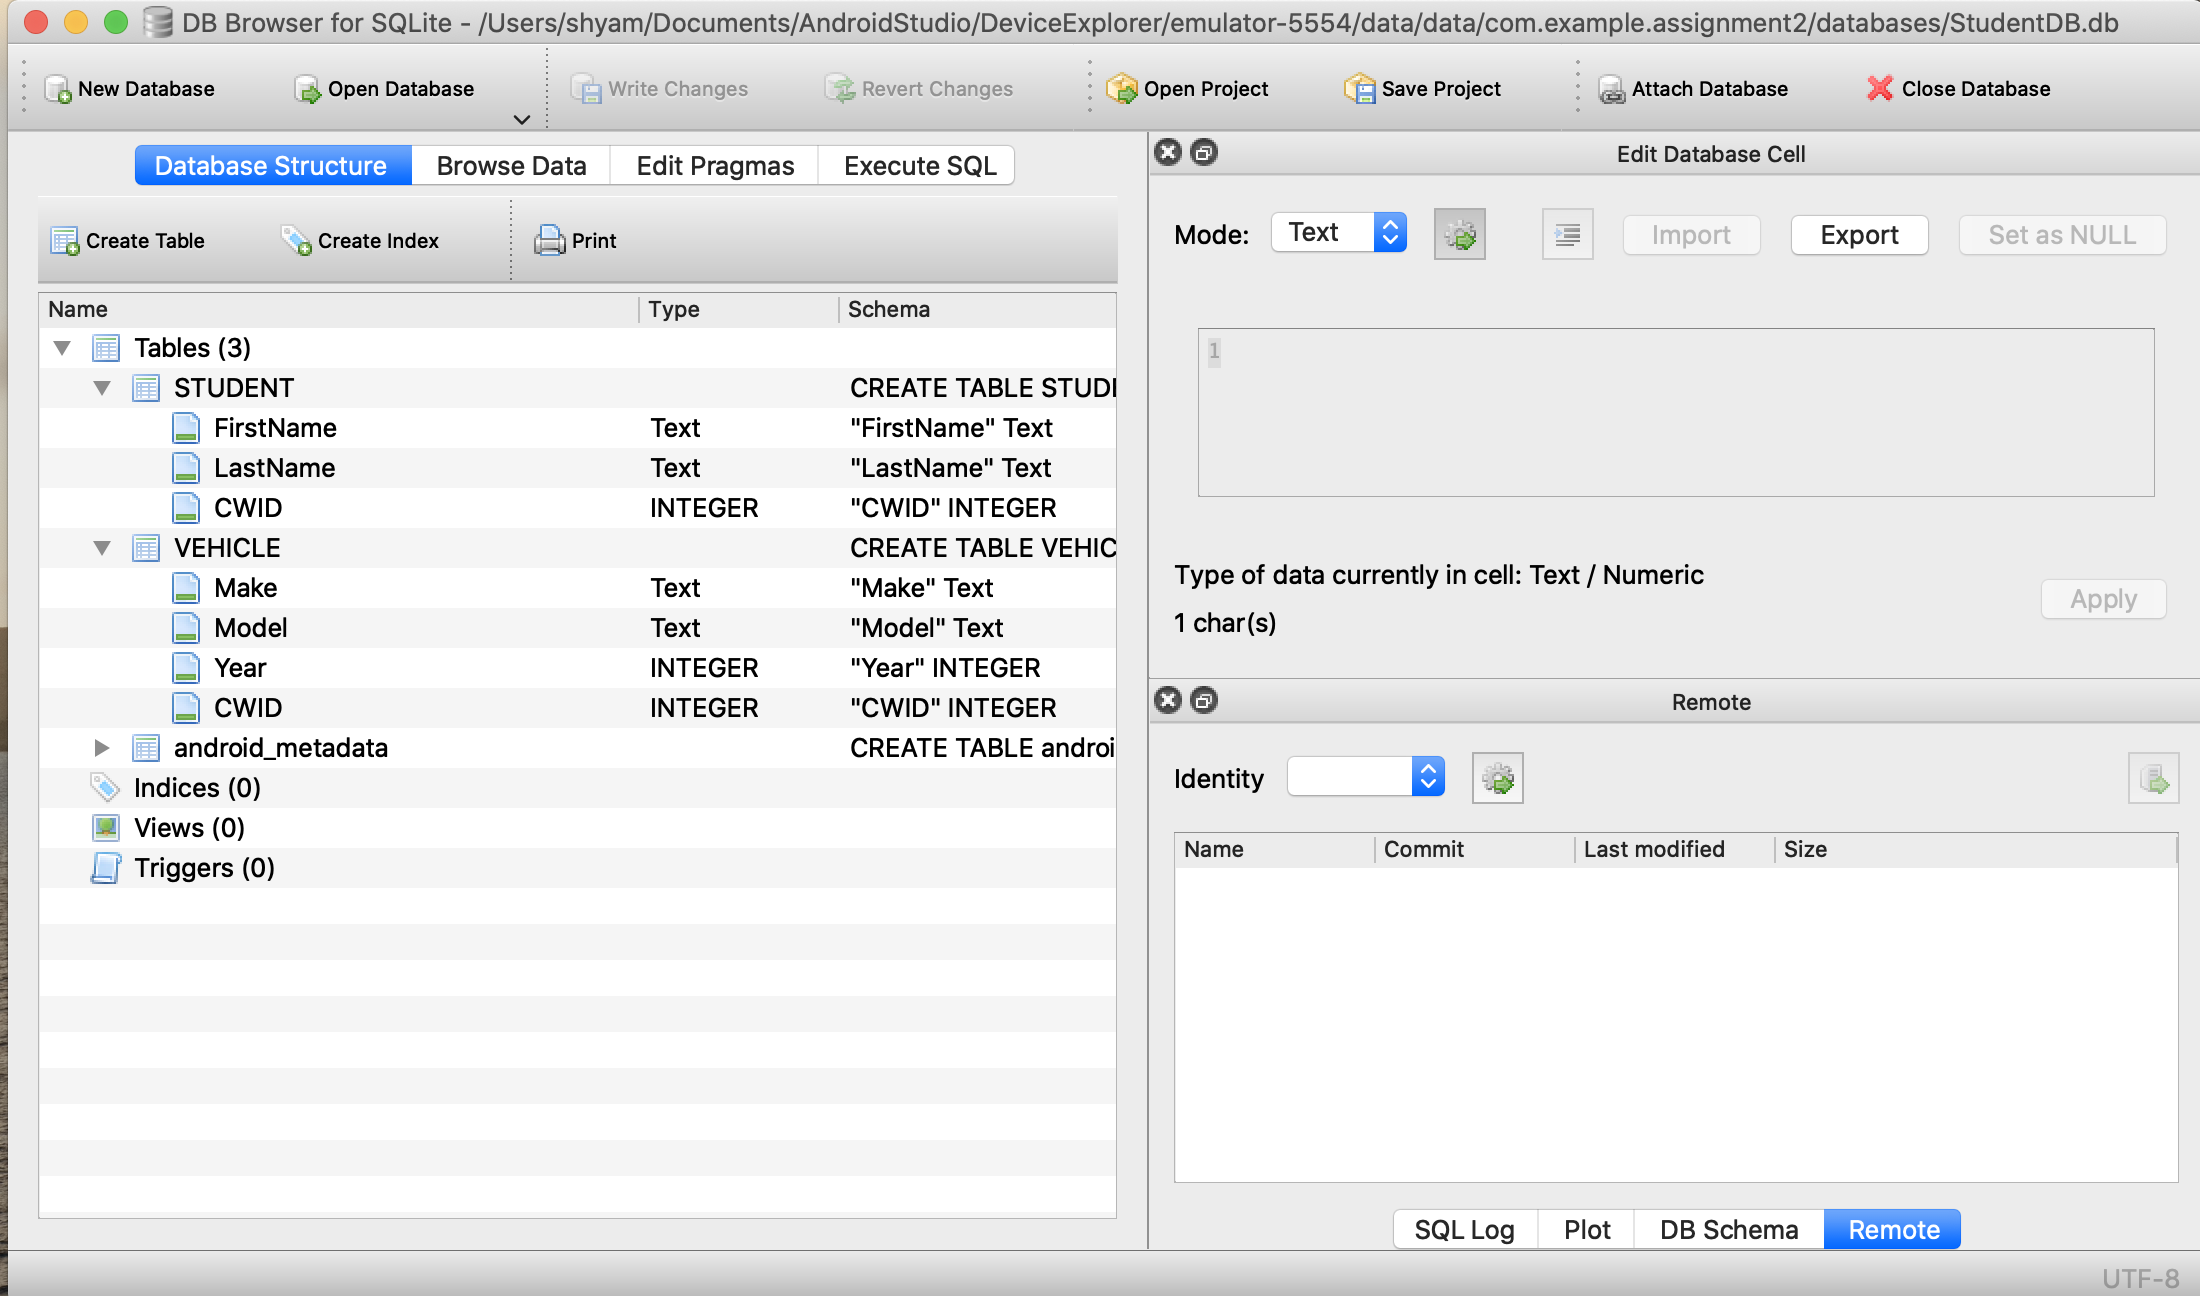 DB Browser for SQLite - /Users/shyam/Documents/AndroidStudio/DeviceExplorer/emulator-5554/data/data/com.example.assignment2/databases/StudentDB.db
New Database Open Database Write Changes Revert Changes Open Project Save Project Attach Database Close Database
Database Structure Browse Data Edit Pragmas Execute SQL
Create Table Create Index Print
Name Type Schema
Tables (3)
STUDENT CREATE TABLE STUD
FirstName Text "FirstName" Text
LastName Text "LastName" Text
CWID INTEGER "CWID" INTEGER
VEHICLE CREATE TABLE VEHIC
Make Text "Make" Text
Model Text "Model" Text
Year INTEGER "Year" INTEGER
CWID INTEGER "CWID" INTEGER
android_metadata CREATE TABLE androi
Indices (0)
Views (0)
Triggers (0)
Edit Database Cell
Mode: Text Import Export Set as NULL
1
Type of data currently in cell: Text / Numeric
1 char(s)
Apply
Remote
Identity
Name Commit Last modified Size
SQL Log Plot DB Schema Remote
UTF-8